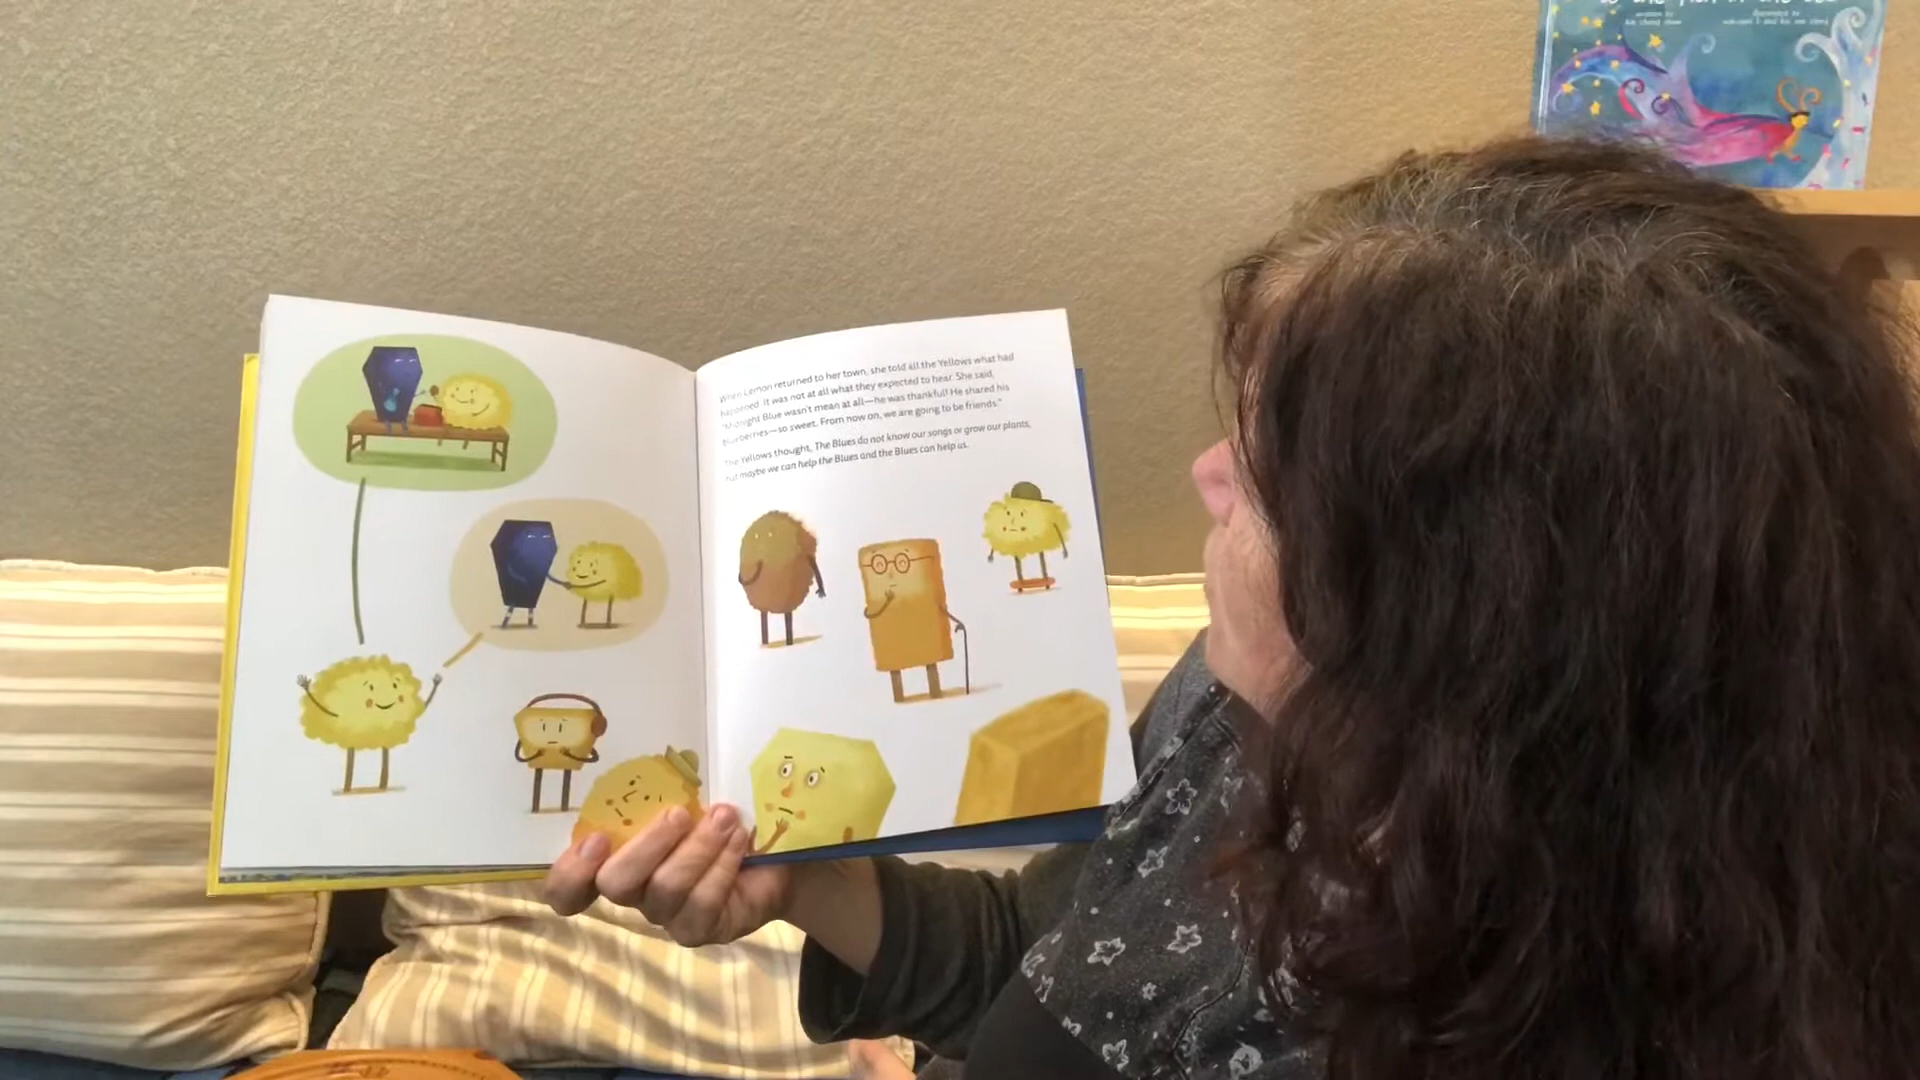 When Lemon returned to her town, she told all the Yellows what had
happened. It was not at all what they expected to hear. She said,
"Midnight Blue wasn't mean at all—he was thankful! He shared his
blueberries—so sweet. From now on, we are going to be friends."
The Yellows thought, The Blues do not know our songs or grow our plants,
but maybe we can help the Blues and the Blues can help us.